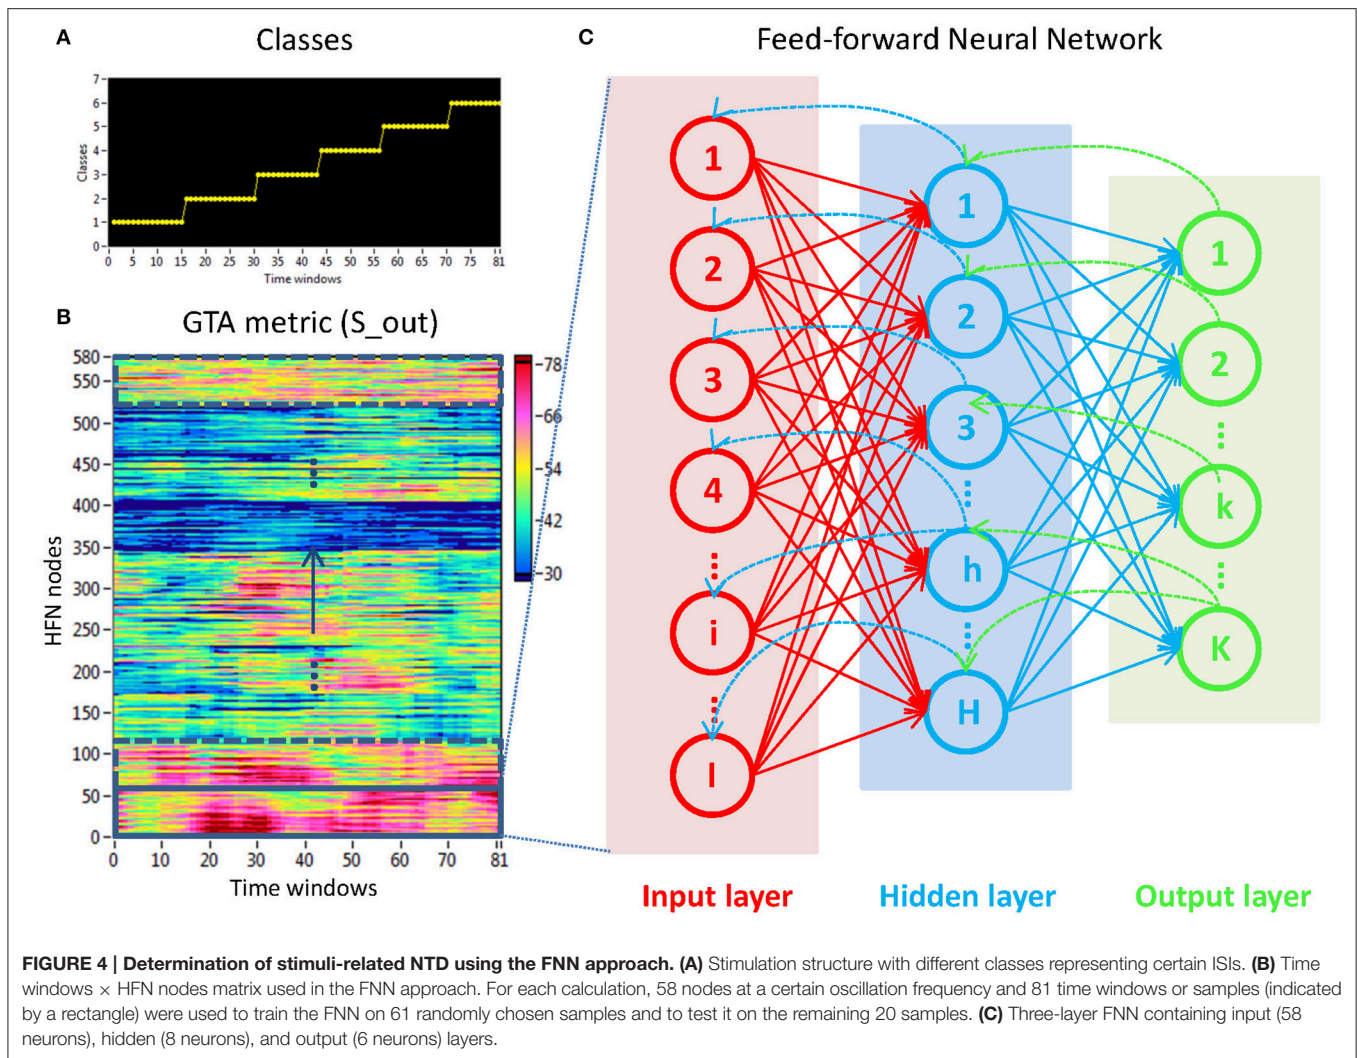 A
Classes
7
6
5
4
3
2
1
0
Classes
0 5 10 15 20 25 30 35 40 45 50 55 60 65 70 75 81
Time windows
B
GTA metric (S_out)
580
550
500
450
400
350
300
250
200
150
100
50
0
HFN nodes
0 10 20 30 40 50 60 70 81
Time windows
78
66
54
42
30
C
Feed-forward Neural Network
1
2
3
4
i
I
1
2
3
h
H
1
2
k
K
Input layer
Hidden layer
Output layer
FIGURE 4 | Determination of stimuli-related NTD using the FNN approach. (A) Stimulation structure with different classes representing certain ISIs. (B) Time
windows × HFN nodes matrix used in the FNN approach. For each calculation, 58 nodes at a certain oscillation frequency and 81 time windows or samples (indicated
by a rectangle) were used to train the FNN on 61 randomly chosen samples and to test it on the remaining 20 samples. (C) Three-layer FNN containing input (58
neurons), hidden (8 neurons), and output (6 neurons) layers.